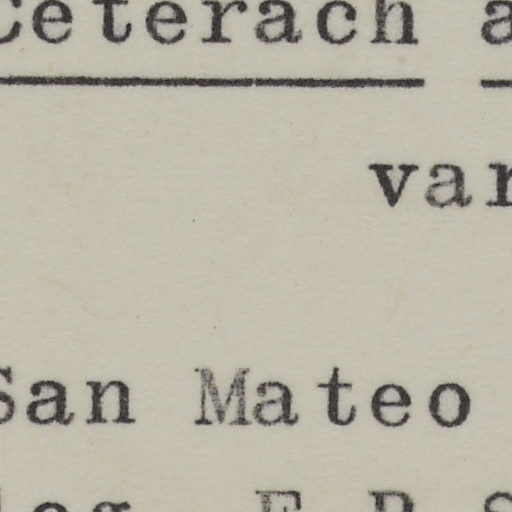 Ceterach a
var
San Mateo